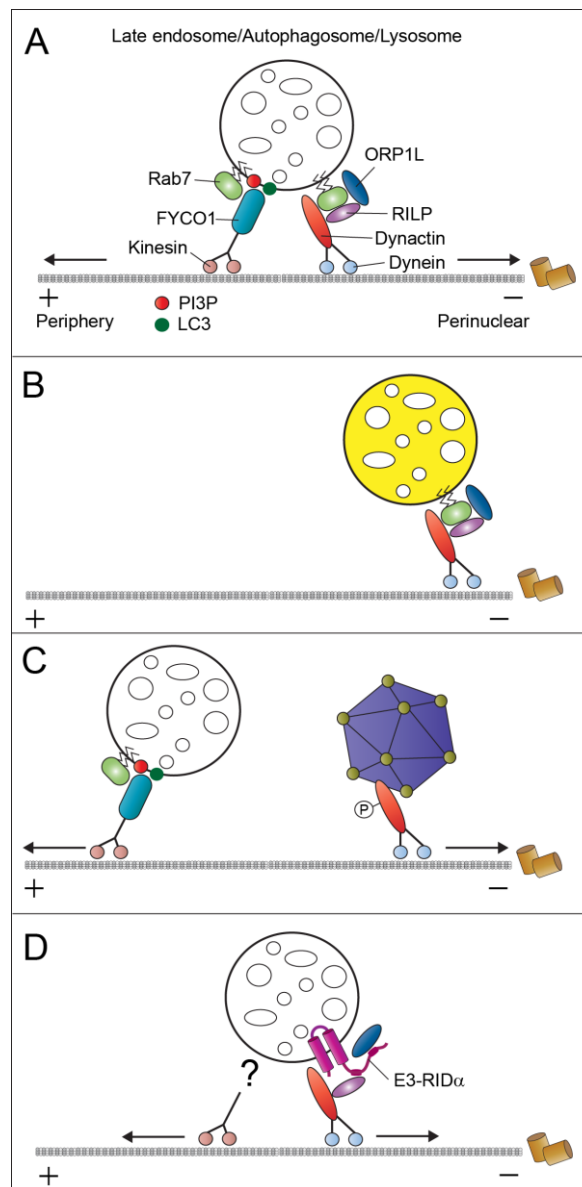 A
Late endosome/Autophagosome/Lysosome
ORP1L
Rab7
RILP
FYCO1
Dynactin
Kinesin
Dynein
+
−
PI3P
Periphery
Perinuclear
LC3
B
+
−
C
P
+
−
D
?
E3-RIDα
+
−